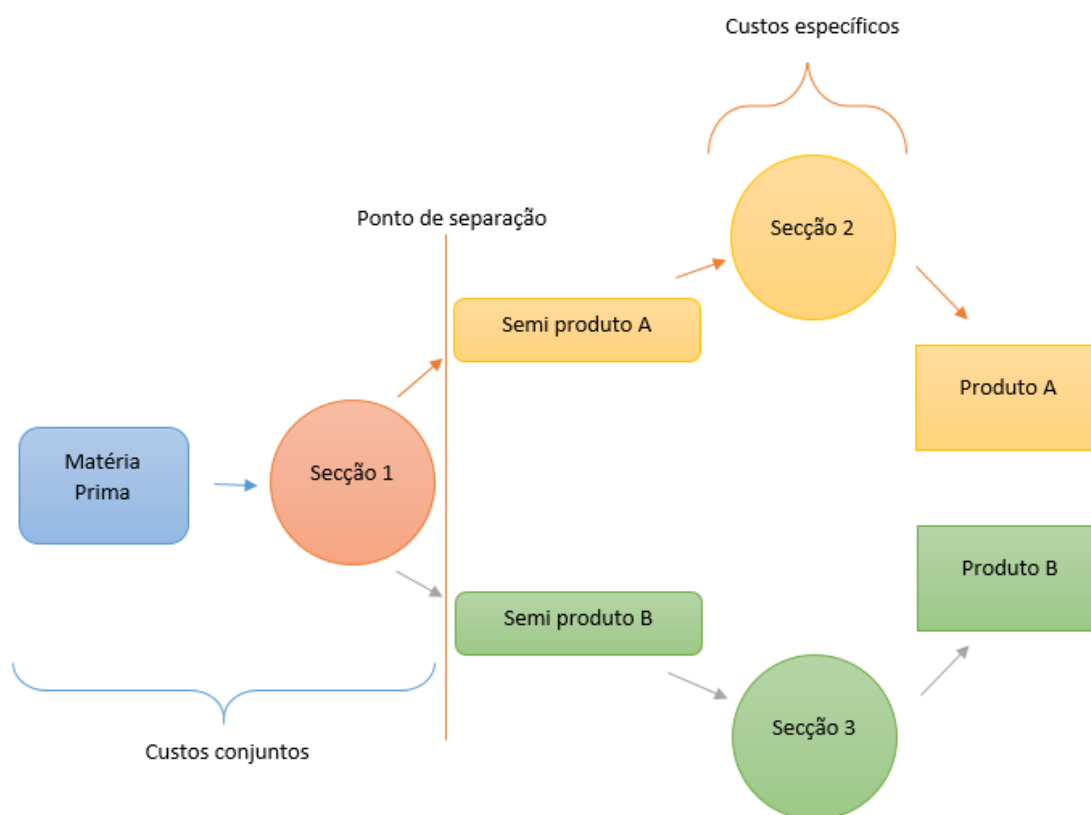 Custos específicos
Ponto de separação
Secção 2
Semi produto A
Produto A
Matéria
Prima
Secção 1
Produto B
Semi produto B
Secção 3
Custos conjuntos